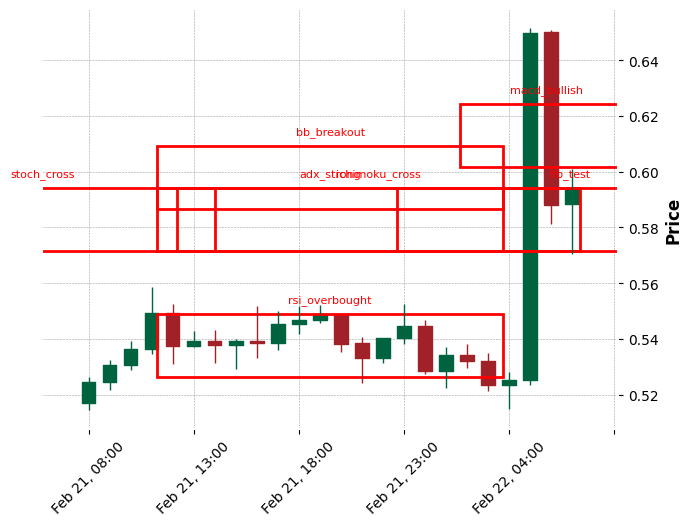 0.64
macd_bullish
0.62
bb_breakout
0.60
stoch_cross
adx_strong
ichimoku_cross
0.58
Price
0.56
rsi_overbought
0.54
0.52
Feb 21, 08:00
Feb 21, 13:00
Feb 21, 18:00
Feb 21, 23:00
Feb 22, 04:00